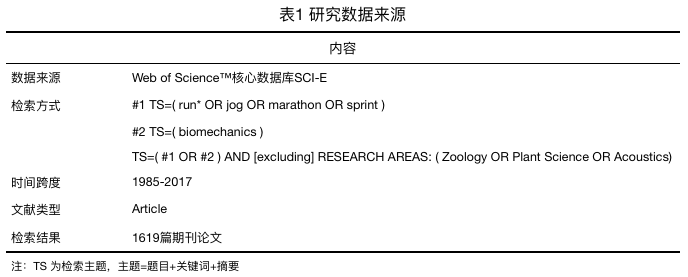 表1 研究数据来源
内容
数据来源 Web of Science™核心数据库SCI-E
检索方式 #1 TS=( run* OR jog OR marathon OR sprint )
#2 TS=( biomechanics )
TS=( #1 OR #2 ) AND [excluding] RESEARCH AREAS: ( Zoology OR Plant Science OR Acoustics)
时间跨度 1985-2017
文献类型 Article
检索结果 1619篇期刊论文
注：TS 为检索主题，主题=题目+关键词+摘要